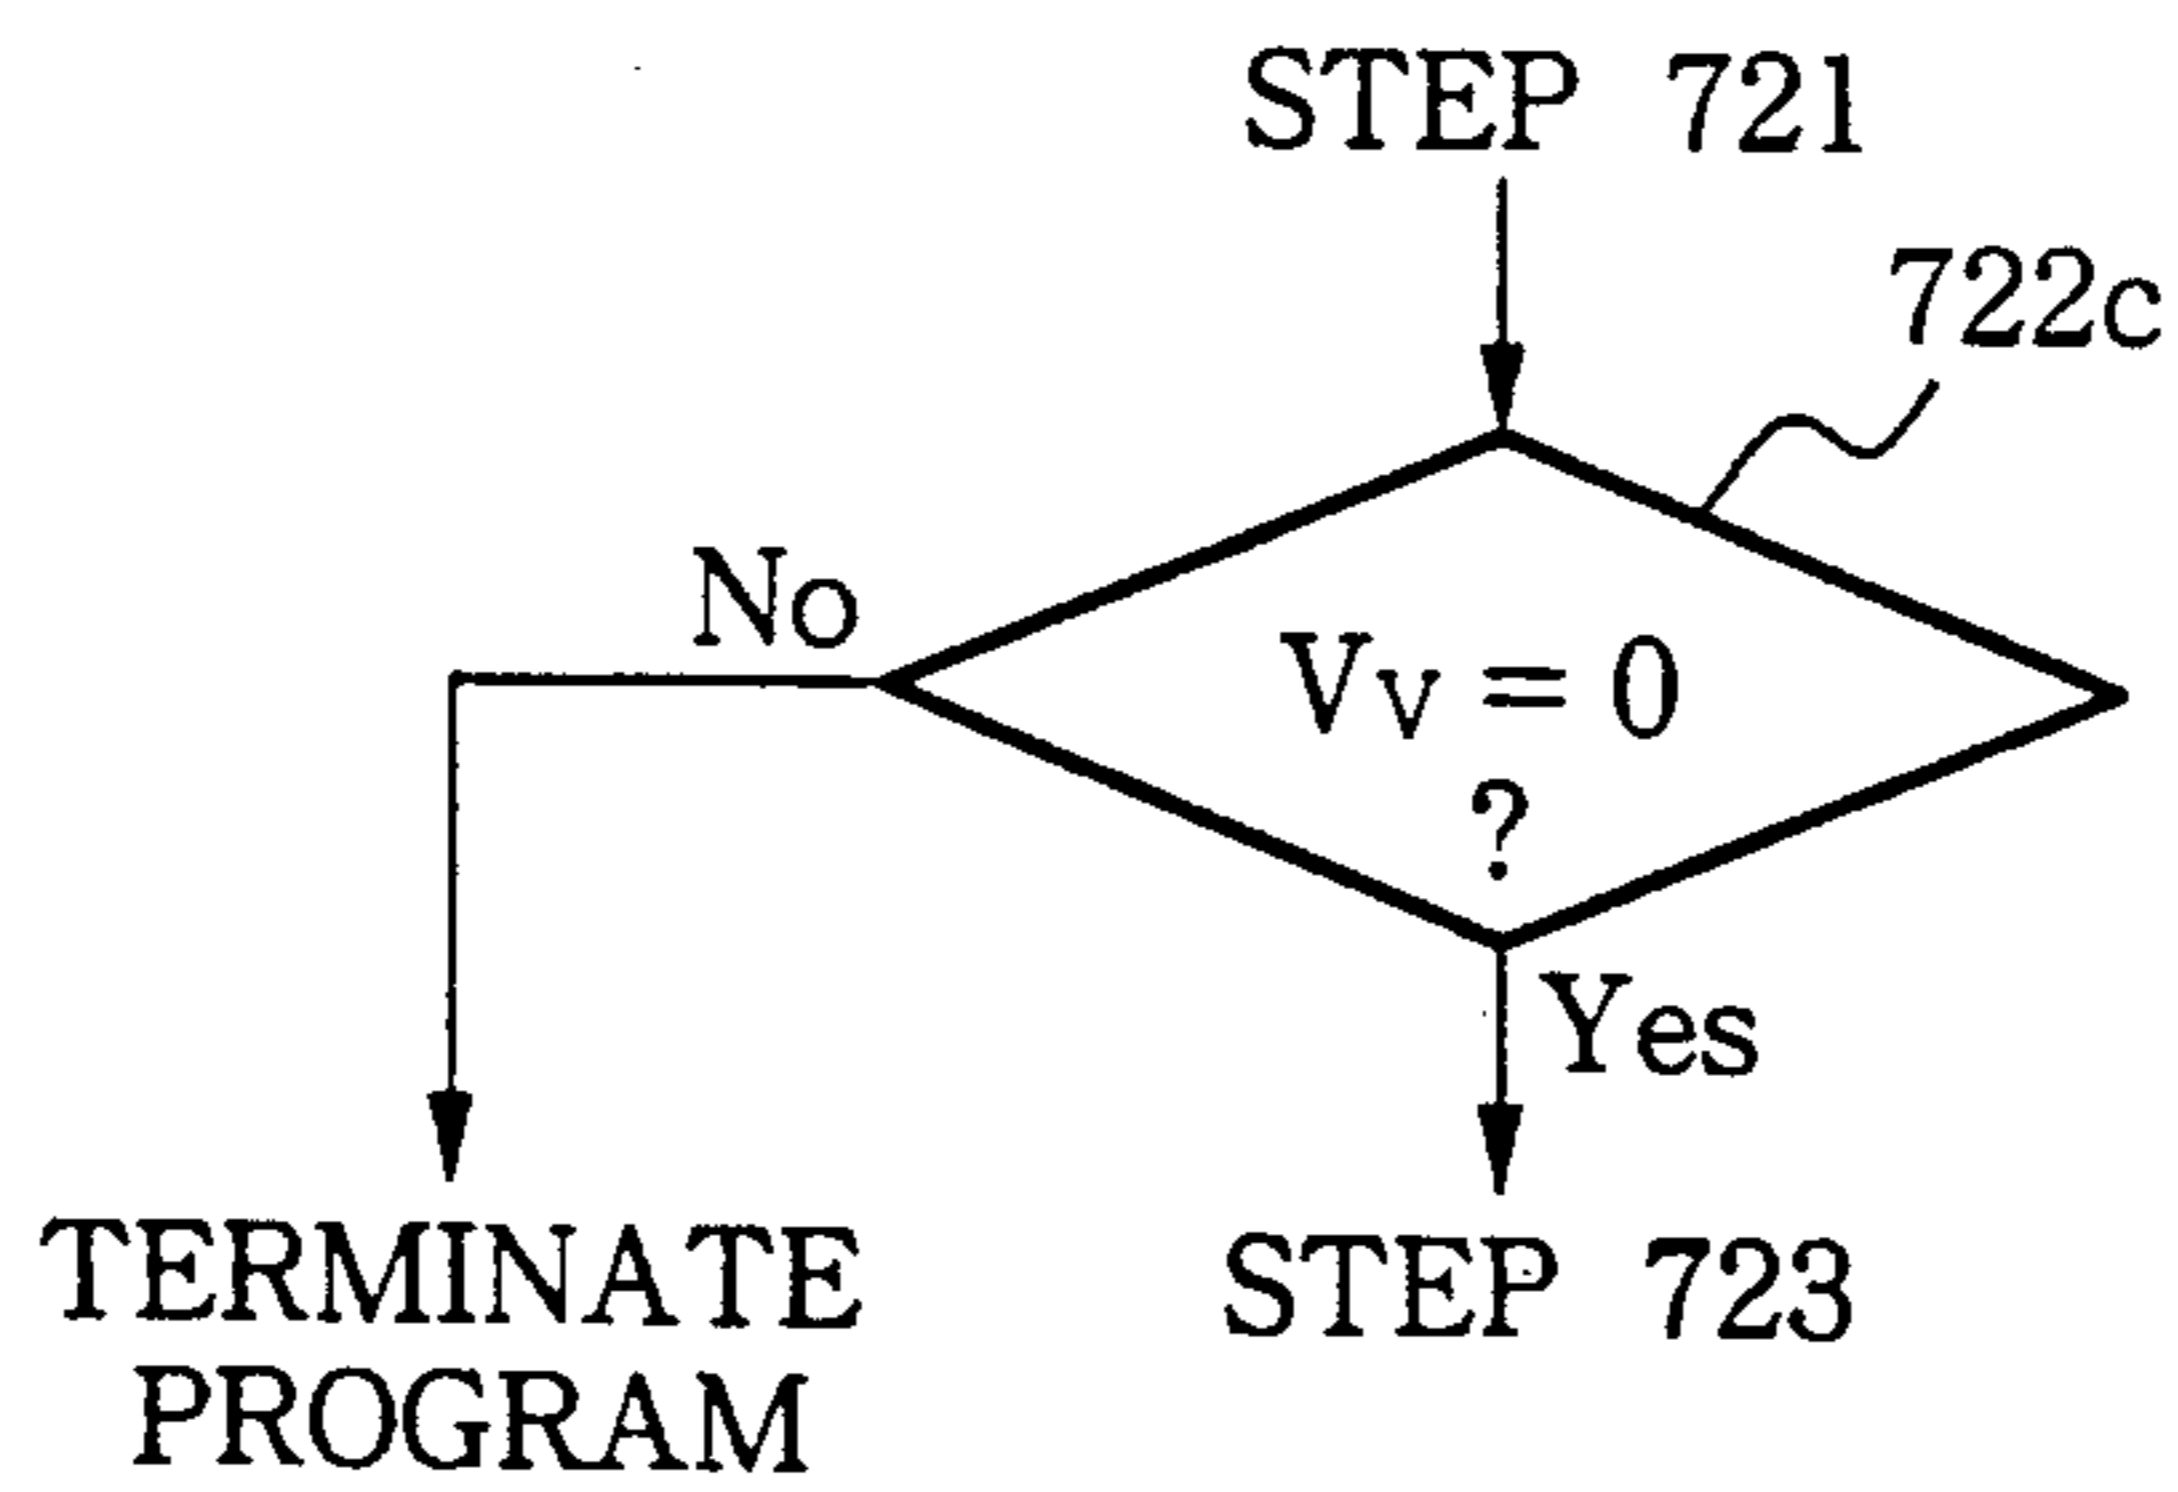 STEP 721
722c
No
Vv = 0
?
Yes
TERMINATE
PROGRAM
STEP 723